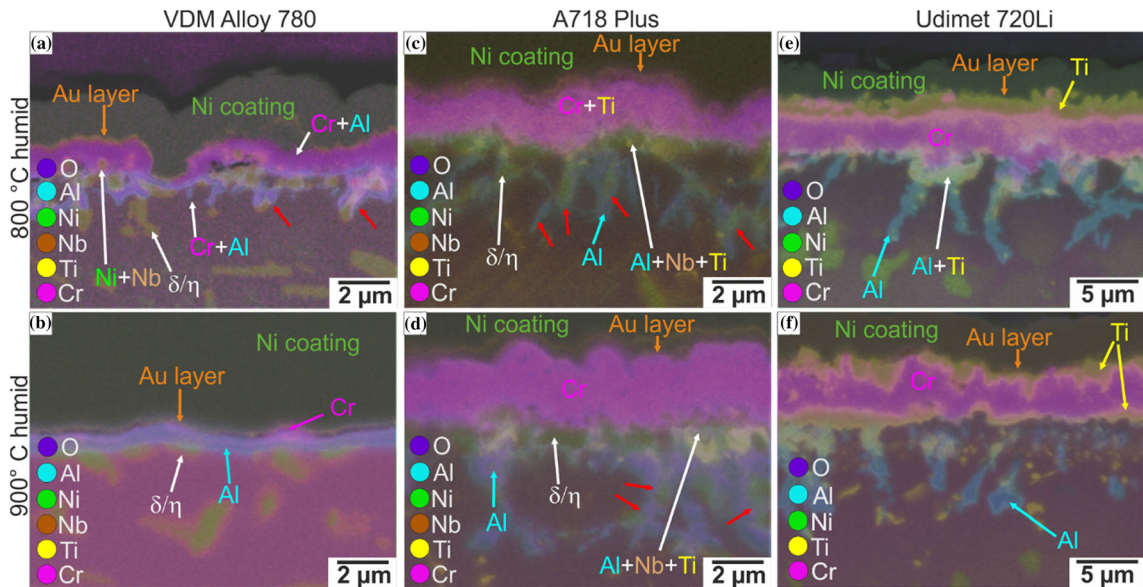 VDM Alloy 780
A718 Plus
Udimet 720Li
800 °C humid
(a)
Au layer
Ni coating
Cr+Al
O
Al
Ni
Nb
Ti
Cr
Cr+Al
Ni+Nb
δ/η
2 µm
(c)
Au layer
Ni coating
Cr+Ti
O
Al
Ni
Nb
Ti
Cr
δ/η
Al
Al+Nb+Ti
2 µm
(e)
Ni coating
Au layer
Ti
Cr
O
Al
Ni
Ti
Cr
Al
Al+Ti
5 µm
900° C humid
(b)
Ni coating
Au layer
Cr
O
Al
Ni
Nb
Ti
Cr
δ/η
Al
2 µm
(d)
Ni coating
Au layer
Cr
O
Al
Ni
Nb
Ti
Cr
Al
δ/η
Al+Nb+Ti
2 µm
(f)
Ni coating
Au layer
Ti
Cr
O
Al
Ni
Ti
Cr
Al
5 µm